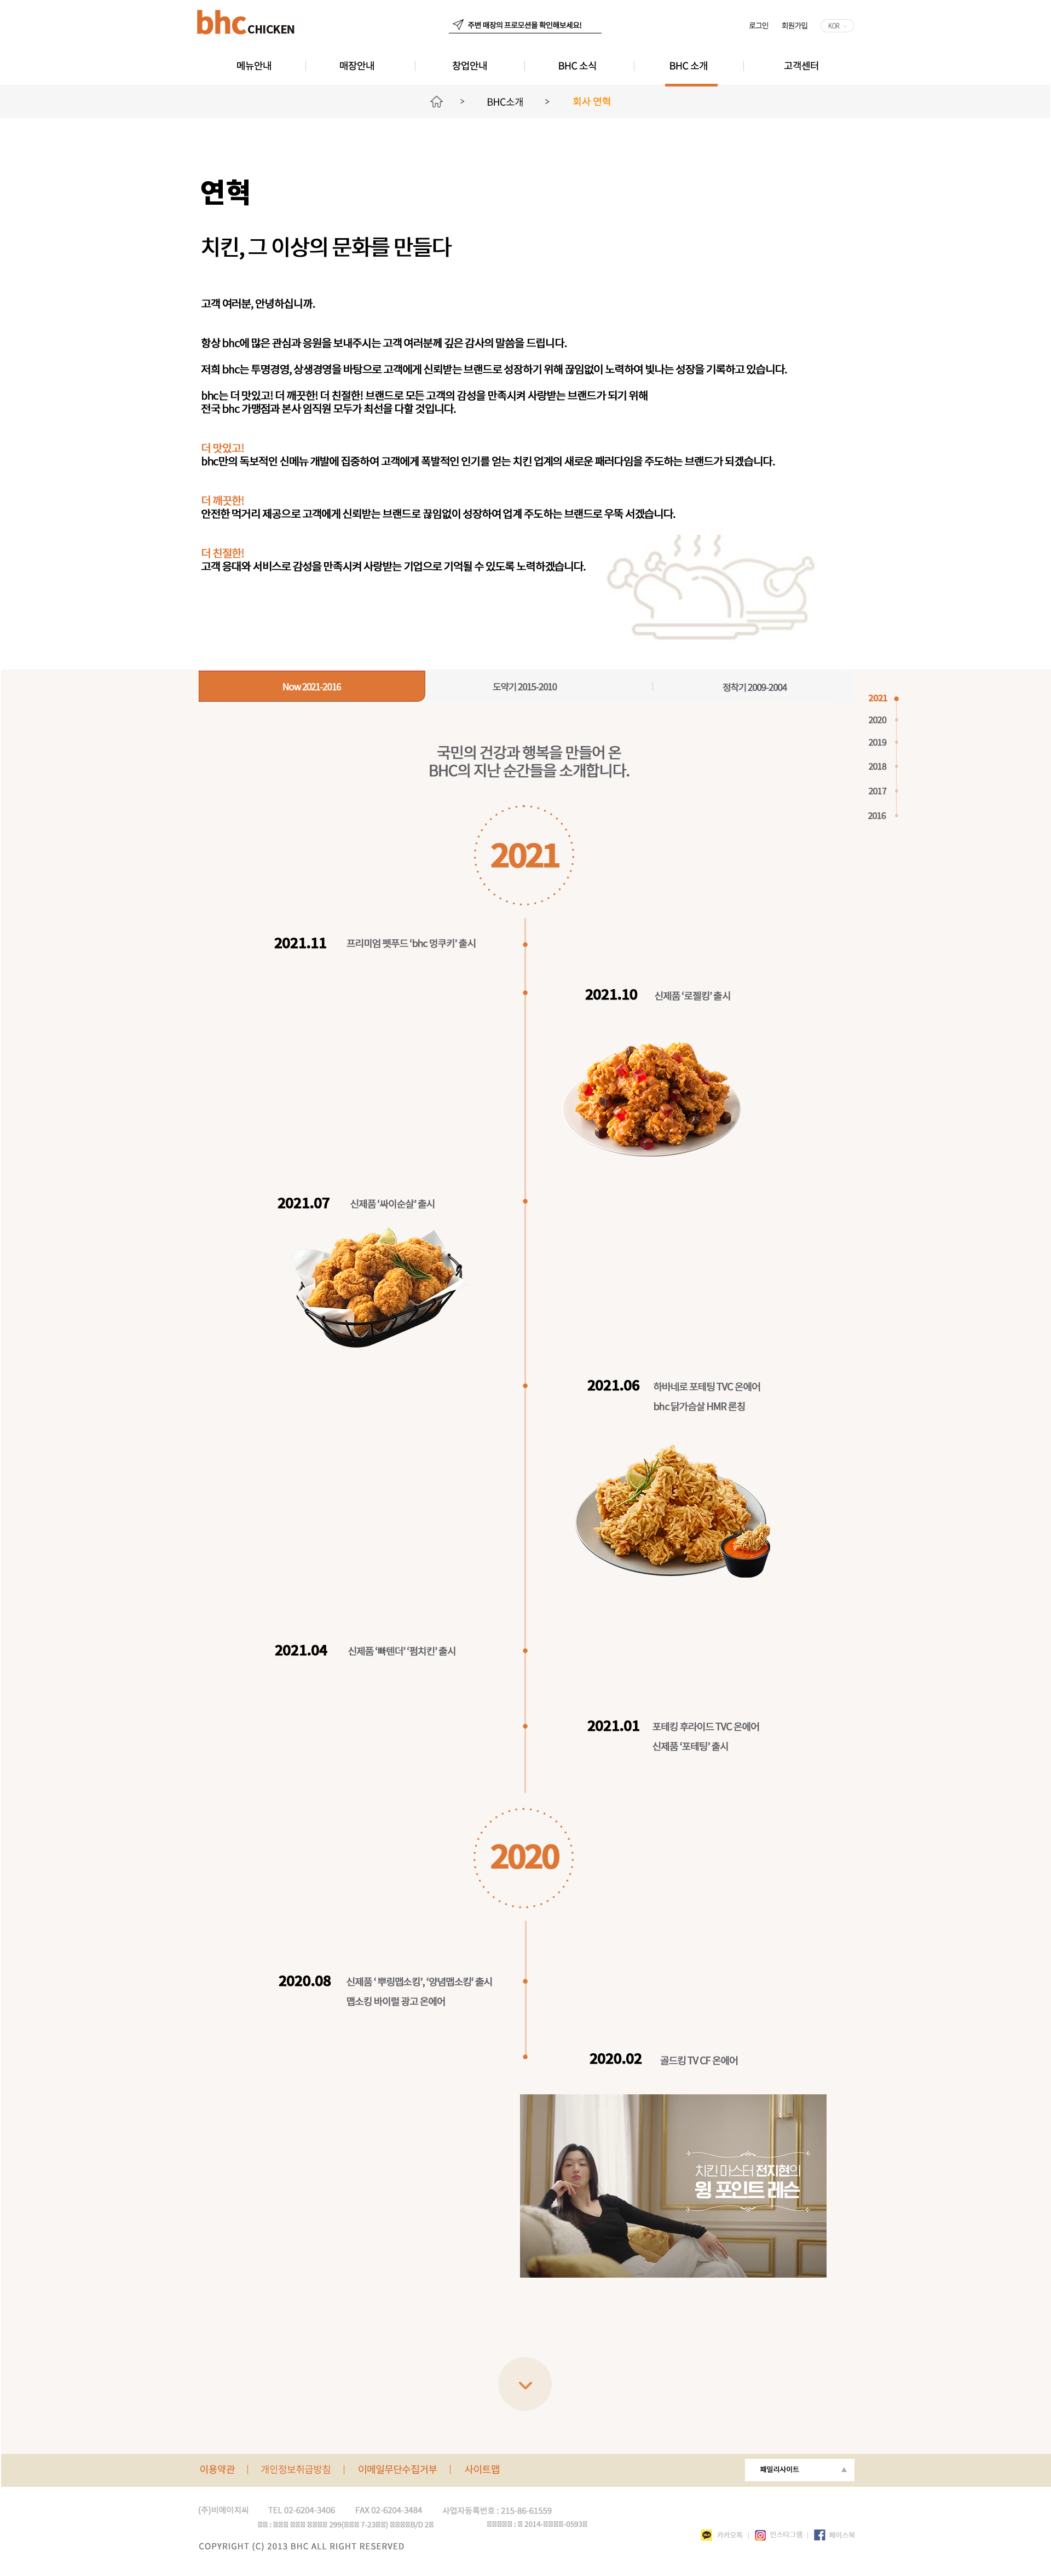 bhc CHICKEN
주변 매장의 프로모션을 확인해보세요!
로그인 회원가입 KOR
메뉴안내 매장안내 창업안내 BHC 소식 BHC 소개 고객센터
> BHC소개 > 회사 연혁
연혁
치킨, 그 이상의 문화를 만들다
고객 여러분, 안녕하십니까.
항상 bhc에 많은 관심과 응원을 보내주시는 고객 여러분께 깊은 감사의 말씀을 드립니다.
저희 bhc는 투명경영, 상생경영을 바탕으로 고객에게 신뢰받는 브랜드로 성장하기 위해 끊임없이 노력하여 빛나는 성장을 기록하고 있습니다.
bhc는 더 맛있고! 더 깨끗한! 더 친절한! 브랜드로 모든 고객의 감성을 만족시켜 사랑받는 브랜드가 되기 위해
전국 bhc 가맹점과 본사 임직원 모두가 최선을 다할 것입니다.
더 맛있고!
bhc만의 독보적인 신메뉴 개발에 집중하여 고객에게 폭발적인 인기를 얻는 치킨 업계의 새로운 패러다임을 주도하는 브랜드가 되겠습니다.
더 깨끗한!
안전한 먹거리 제공으로 고객에게 신뢰받는 브랜드로 끊임없이 성장하여 업계 주도하는 브랜드로 우뚝 서겠습니다.
더 친절한!
고객 응대와 서비스로 감성을 만족시켜 사랑받는 기업으로 기억될 수 있도록 노력하겠습니다.
Now 2021-2016 도약기 2015-2010 정착기 2009-2004
2021
2020
2019
2018
2017
2016
국민의 건강과 행복을 만들어 온
BHC의 지난 순간들을 소개합니다.
2021
2021.11 프리미엄 펫푸드 ‘bhc 멍쿠키’ 출시
2021.10 신제품 ‘로젤킹’ 출시
2021.07 신제품 ‘싸이순살’ 출시
2021.06 하바네로 포테킹 TVC 온에어
bhc 닭가슴살 HMR 론칭
2021.04 신제품 ‘빠텐더’ ‘펌치킨’ 출시
2021.01 포테킹 후라이드 TVC 온에어
신제품 ‘포테킹’ 출시
2020
2020.08 신제품 ‘ 뿌링맵소킹’, ‘양념맵소킹‘ 출시
맵소킹 바이럴 광고 온에어
2020.02 골드킹 TV CF 온에어
치킨 마스터 전지현의
윙 포인트 레슨
이용약관 | 개인정보취급방침 | 이메일무단수집거부 | 사이트맵
패밀리사이트 ▲
(주)비에이치씨 TEL 02-6204-3406 FAX 02-6204-3484 사업자등록번호 : 215-86-61559
299( 7-23 ) B/D 2 : 2014- -0593
카카오톡 | 인스타그램 | 페이스북
COPYRIGHT (C) 2013 BHC ALL RIGHT RESERVED